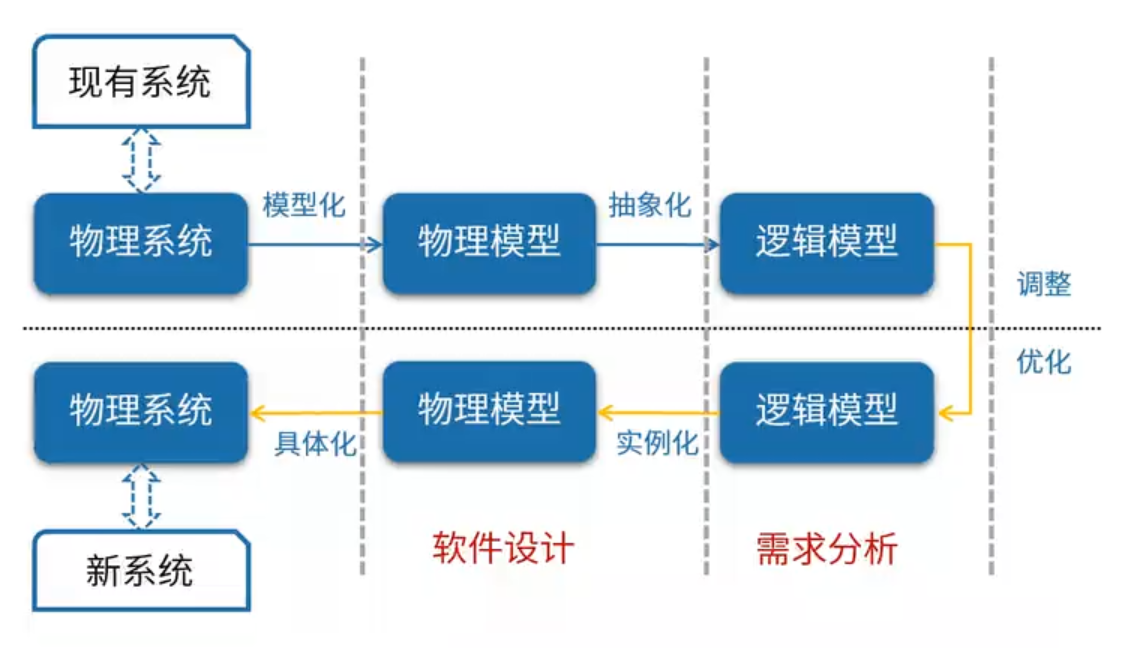 现有系统
模型化
抽象化
物理系统
物理模型
逻辑模型
调整
优化
物理系统
物理模型
逻辑模型
具体化
实例化
软件设计
需求分析
新系统